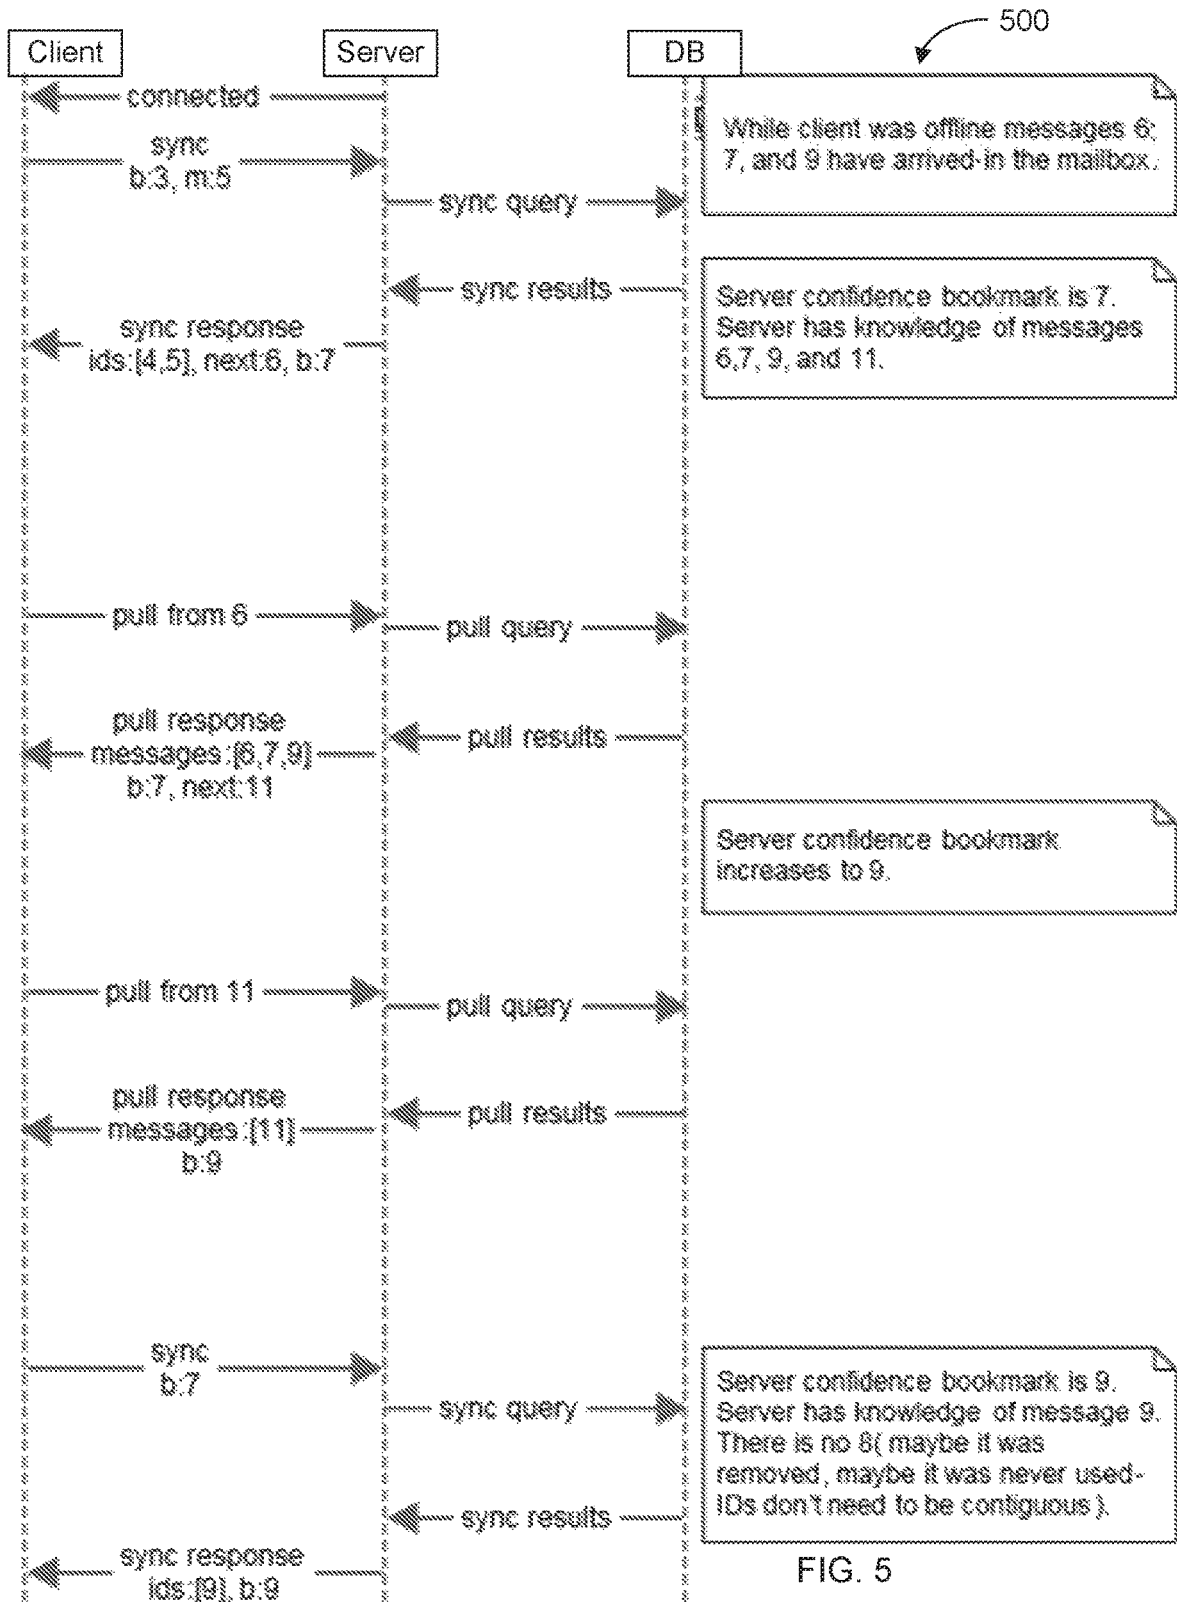 500
Client
Server
DB
connected
While client was offline messages 6,
7, and 9 have arrived in the mailbox.
sync
b:3, m:5
sync query
sync results
Server confidence bookmark is 7.
Server has knowledge of messages
6,7, 9, and 11.
sync response
ids:[4,5], next:6, b:7
pull from 6
pull query
pull results
pull response
messages:[6,7,9]
b:7, next:11
Server confidence bookmark
increases to 9.
pull from 11
pull query
pull results
pull response
messages:[11]
b:9
sync
b:7
sync query
Server confidence bookmark is 9.
Server has knowledge of message 9.
There is no 8( maybe it was
removed, maybe it was never used-
IDs don't need to be contiguous ).
sync results
sync response
ids:[9], b:9
FIG. 5